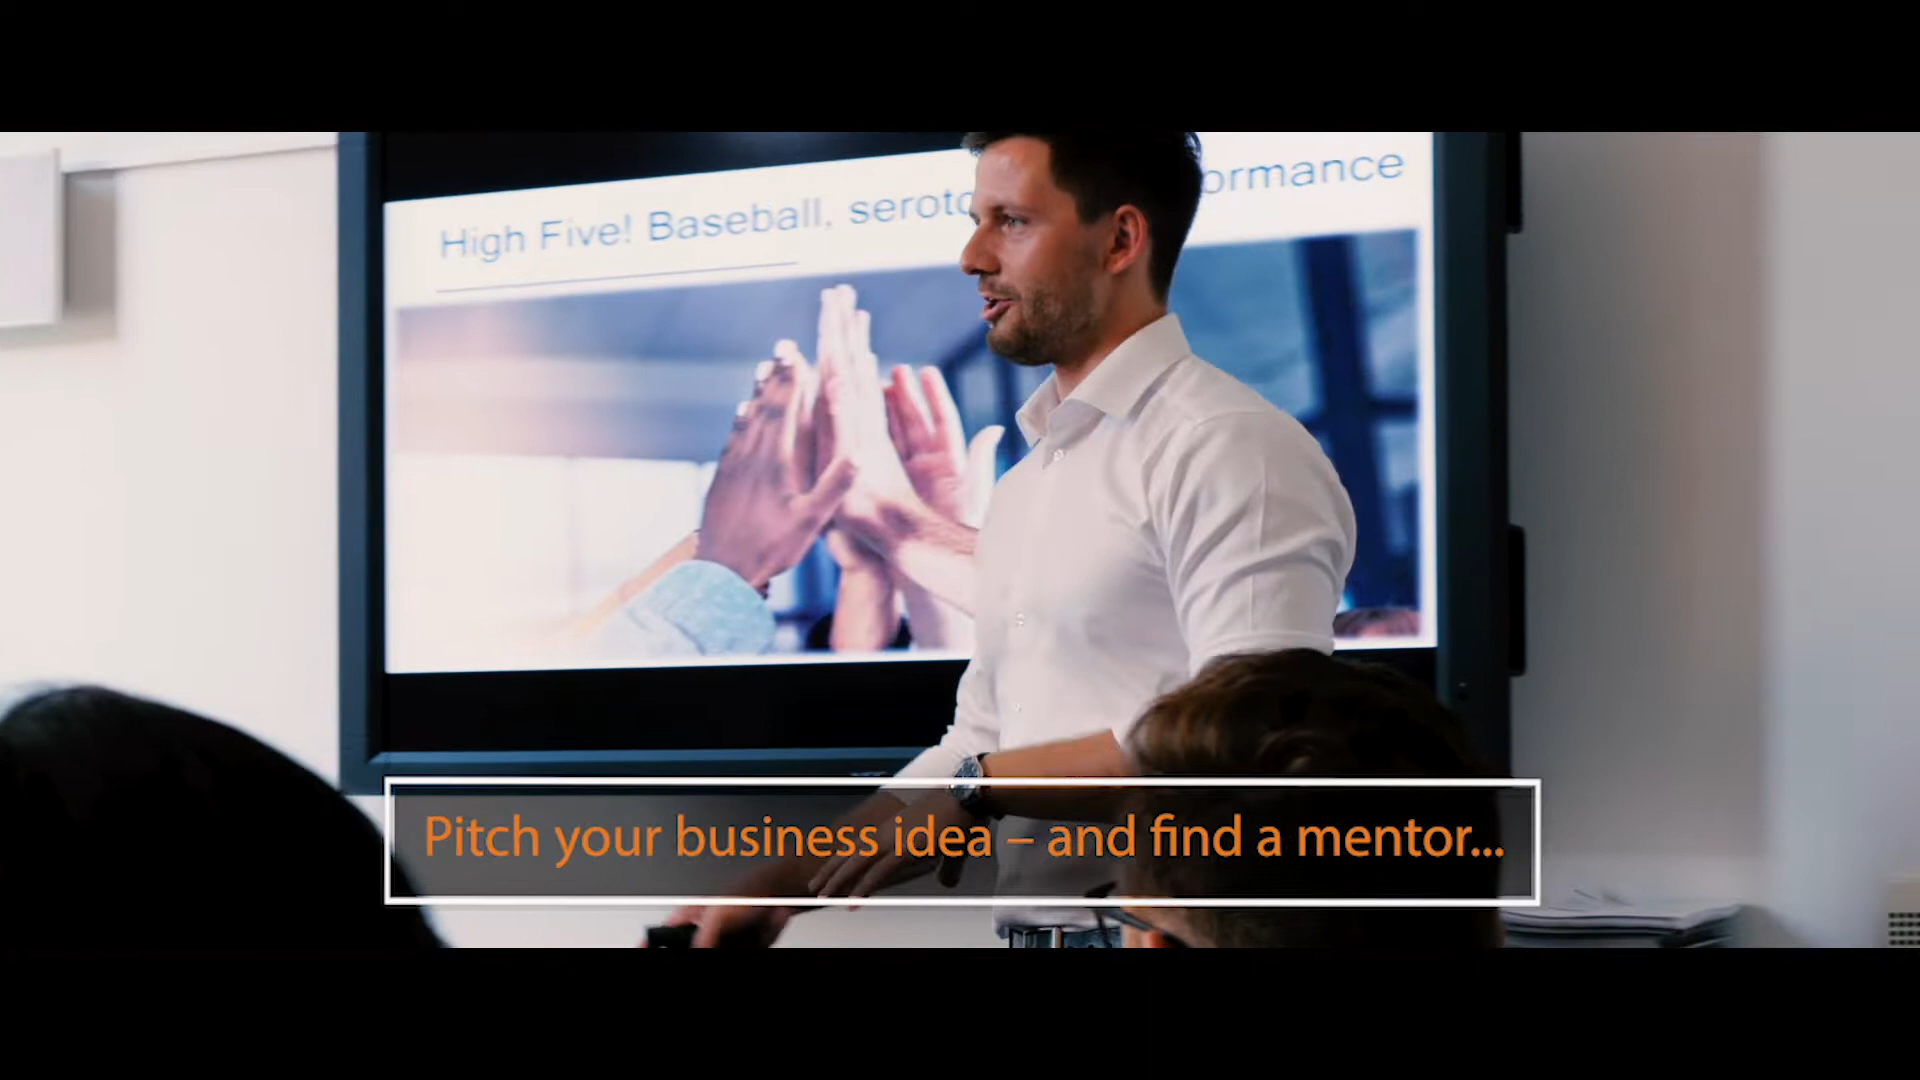 High Five! Baseball, seroto ormance
Pitch your business idea – and find a mentor...